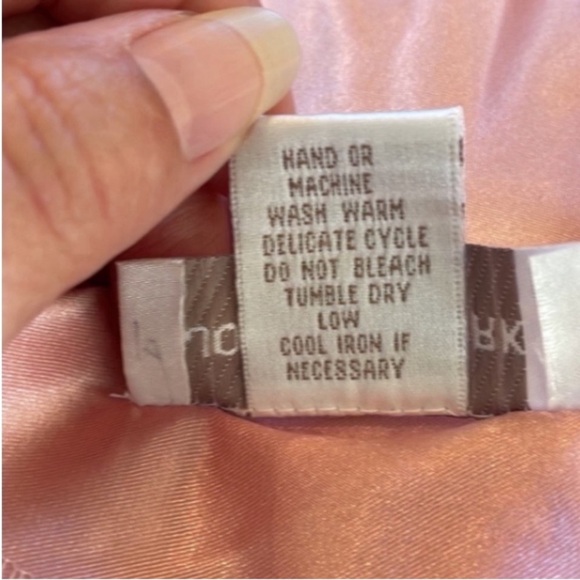 HAND OR
MACHINE
WASH WARM
DELICATE CYCLE
DO NOT BLEACH
TUMBLE DRY
LOW
COOL IRON IF
NECESSARY